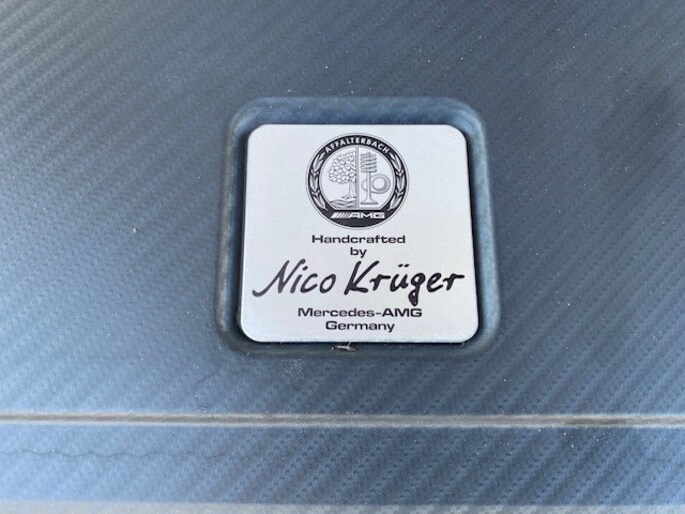 AFFALTERBACH
AMG
Handcrafted
by
Nico Krüger
Mercedes-AMG
Germany